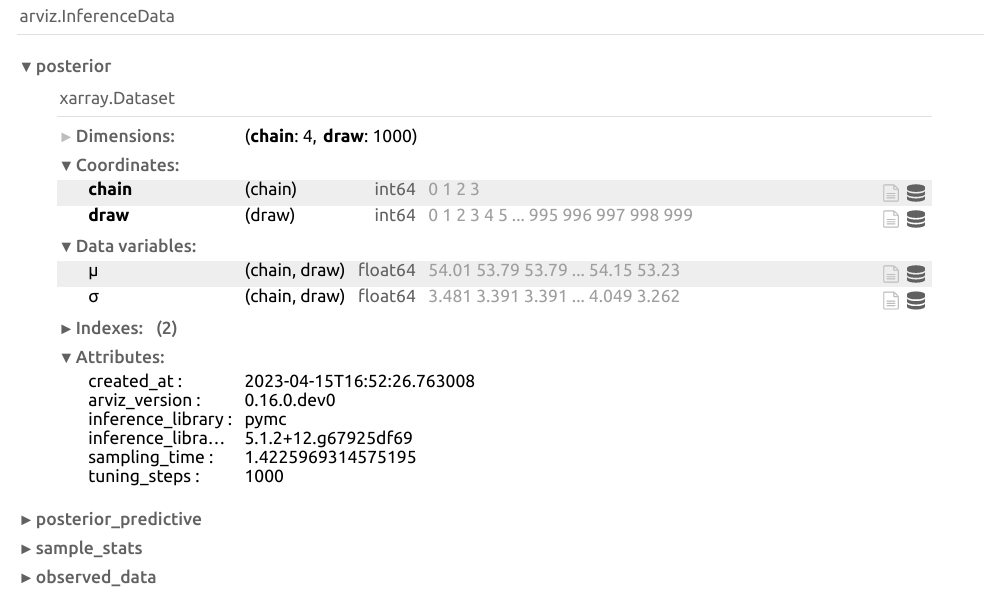 arviz.InferenceData
▼ posterior
xarray.Dataset
► Dimensions: (chain: 4, draw: 1000)
▼ Coordinates:
chain (chain) int64 0 1 2 3
draw (draw) int64 0 1 2 3 4 5 ... 995 996 997 998 999
▼ Data variables:
μ (chain, draw) float64 54.01 53.79 53.79 ... 54.15 53.23
σ (chain, draw) float64 3.481 3.391 3.391 ... 4.049 3.262
► Indexes: (2)
▼ Attributes:
created_at : 2023-04-15T16:52:26.763008
arviz_version : 0.16.0.dev0
inference_library : pymc
inference_libra... 5.1.2+12.g67925df69
sampling_time : 1.4225969314575195
tuning_steps : 1000
► posterior_predictive
► sample_stats
► observed_data